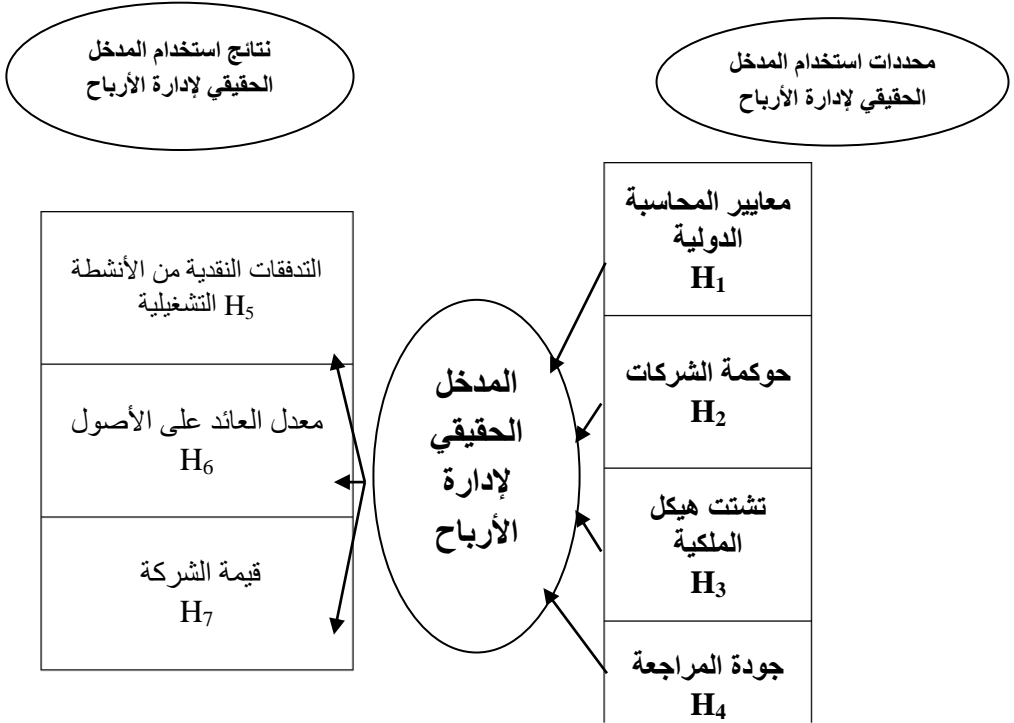 محددات استخدام المدخل
الحقيقي لإدارة الأرباح
نتائج استخدام المدخل
الحقيقي لإدارة الأرباح
معايير المحاسبة
الدولية
H₁
حوكمة الشركات
H₂
تشتت هيكل
الملكية
H₃
جودة المراجعة
H₄
المدخل
الحقيقي
لإدارة
الأرباح
التدفقات النقدية من الأنشطة
التشغيلية H₅
معدل العائد على الأصول
H₆
قيمة الشركة
H₇